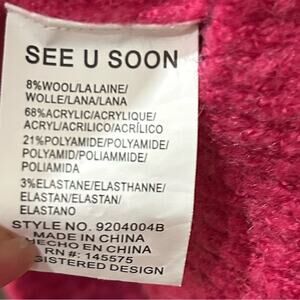 SEE U SOON
8%WOOL/LA LAINE/
WOLLE/LANA/LANA
68%ACRYLIC/ACRYLIQUE/
ACRYL/ACRILICO/ACRÍLICO
21%POLYAMIDE/POLYAMIDE/
POLYAMID/POLIAMMIDE/
POLIAMIDA
3%ELASTANE/ELASTHANNE/
ELASTAN/ELASTAN/
ELASTANO
STYLE NO. 9204004B
MADE IN CHINA
HECHO EN CHINA
RN #: 145575
GISTERED DESIGN